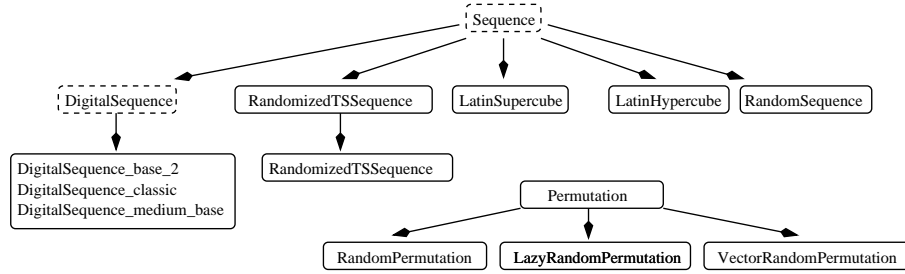 Sequence
DigitalSequence
RandomizedTSSequence
LatinSupercube
LatinHypercube
RandomSequence
DigitalSequence_base_2
DigitalSequence_classic
DigitalSequence_medium_base
RandomizedTSSequence
Permutation
RandomPermutation
LazyRandomPermutation
VectorRandomPermutation